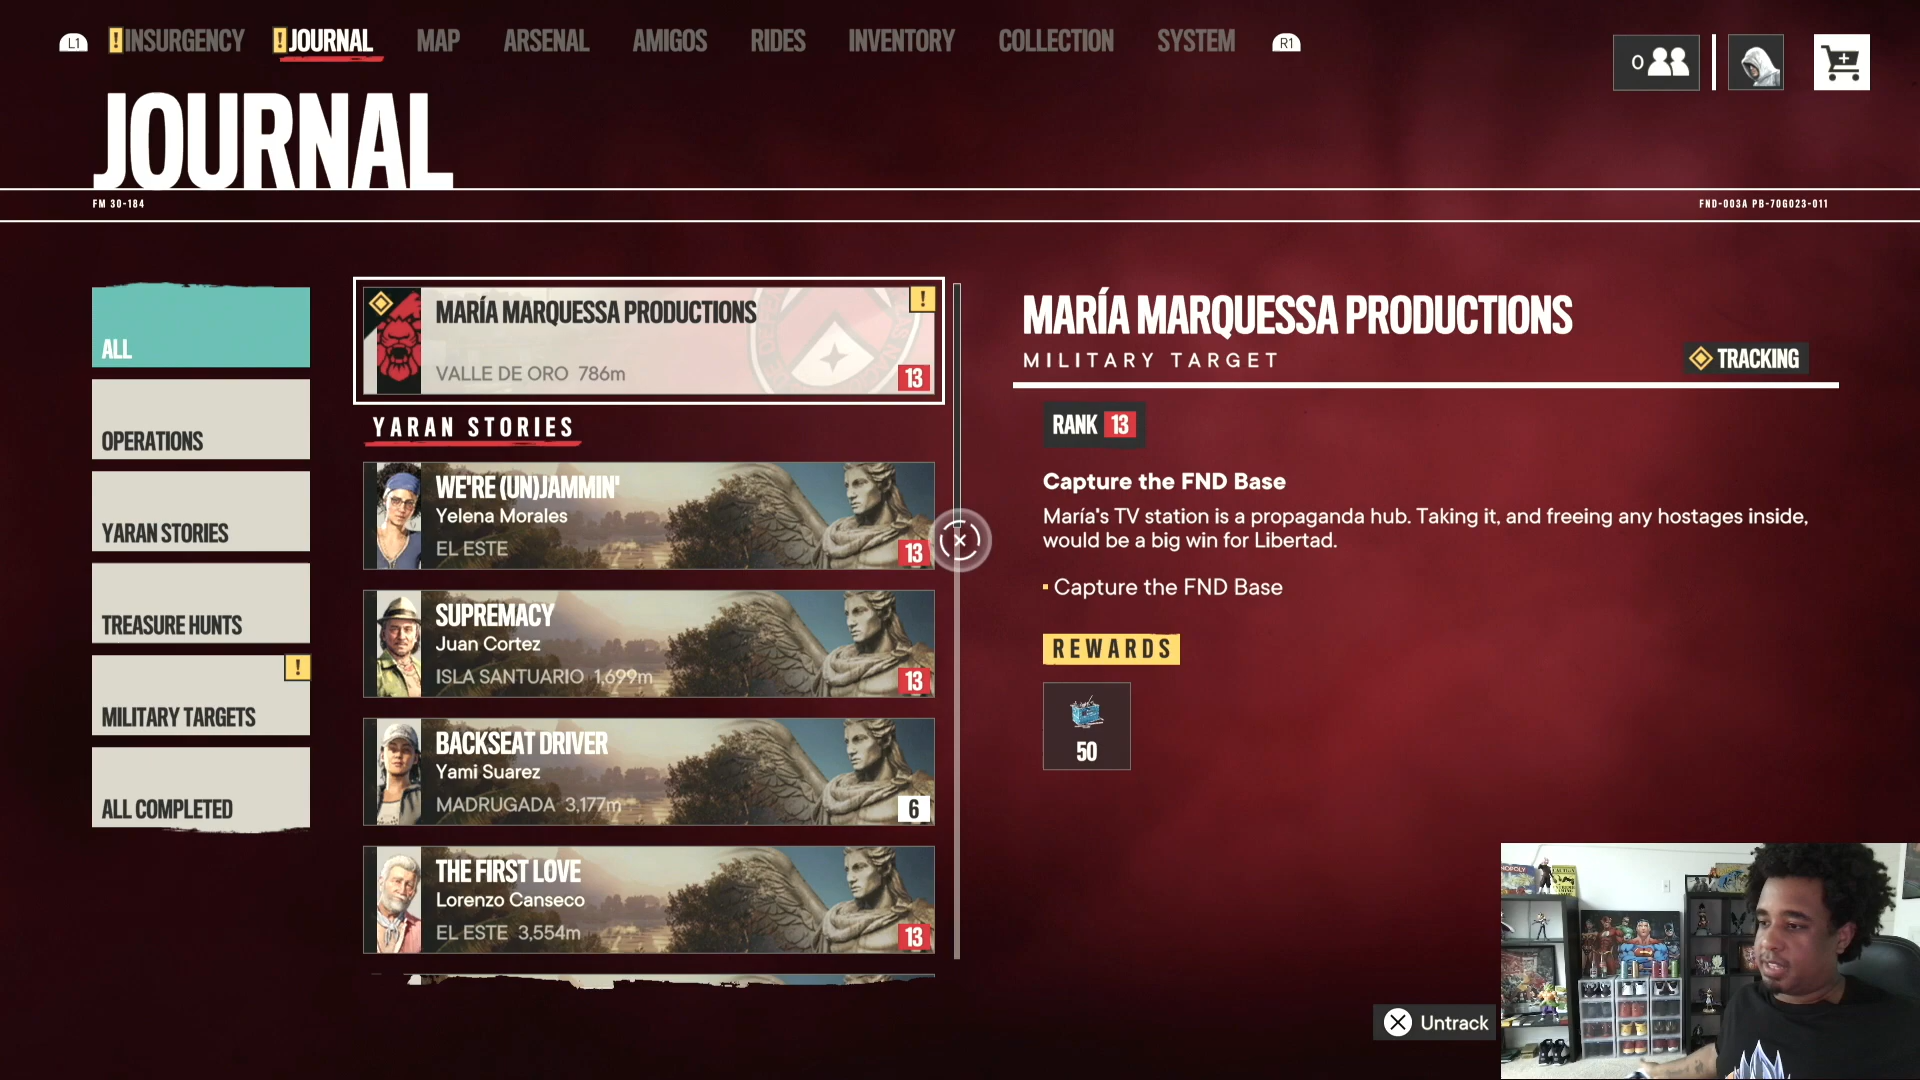 L1
! INSURGENCY
! JOURNAL
MAP
ARSENAL
AMIGOS
RIDES
INVENTORY
COLLECTION
SYSTEM
R1
0
JOURNAL
FM 30-184
FND-003A PB-70G023-011
ALL
OPERATIONS
YARAN STORIES
TREASURE HUNTS
!
MILITARY TARGETS
ALL COMPLETED
MARÍA MARQUESSA PRODUCTIONS
!
VALLE DE ORO 786m
13
YARAN STORIES
WE'RE (UN)JAMMIN'
Yelena Morales
EL ESTE
13
SUPREMACY
Juan Cortez
ISLA SANTUARIO 1,699m
13
BACKSEAT DRIVER
Yami Suarez
MADRUGADA 3,177m
6
THE FIRST LOVE
Lorenzo Canseco
EL ESTE 3,554m
13
MARÍA MARQUESSA PRODUCTIONS
MILITARY TARGET
TRACKING
RANK 13
Capture the FND Base
María's TV station is a propaganda hub. Taking it, and freeing any hostages inside,
would be a big win for Libertad.
Capture the FND Base
REWARDS
50
Untrack